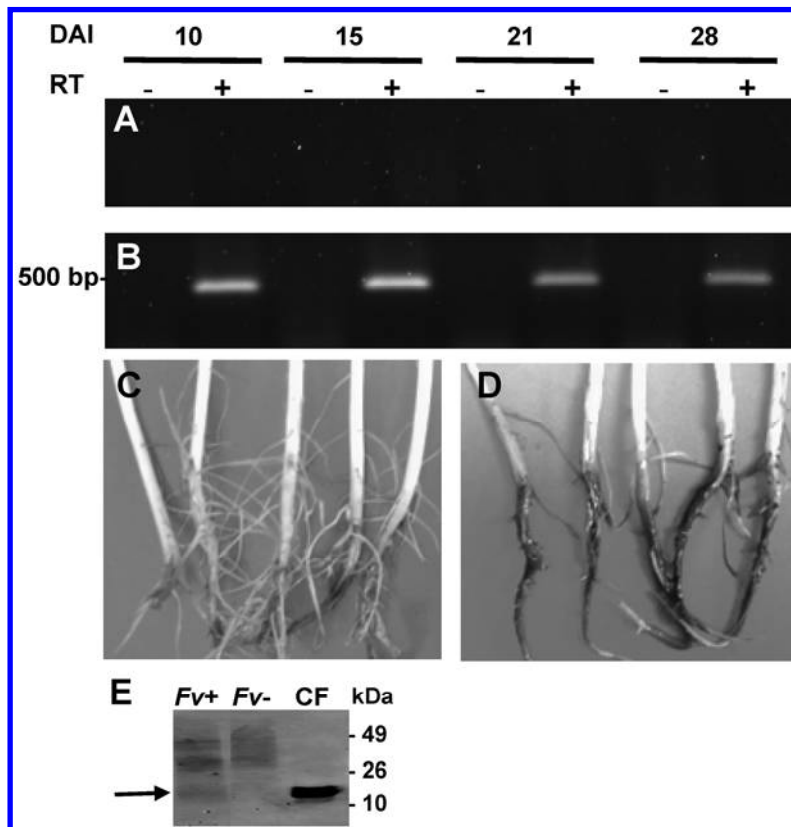 DAI 10 15 21 28
RT - + - + - + - +
A
B
500 bp-
C D
E Fv+ Fv- CF kDa
- 49
- 26
- 10